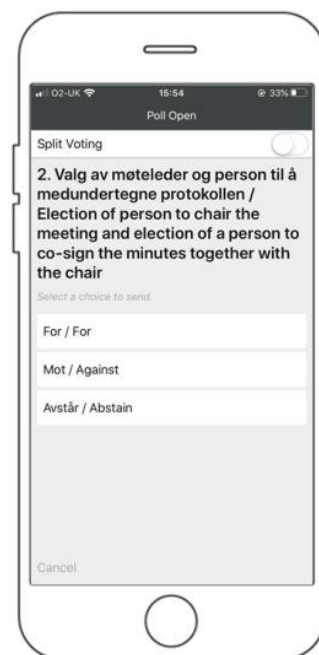 O2-UK 15:54 33%
Poll Open
Split Voting
2. Valg av møteleder og person til å
medundertegne protokollen /
Election of person to chair the
meeting and election of a person to
co-sign the minutes together with
the chair
Select a choice to send.
For / For
Mot / Against
Avstår / Abstain
Cancel